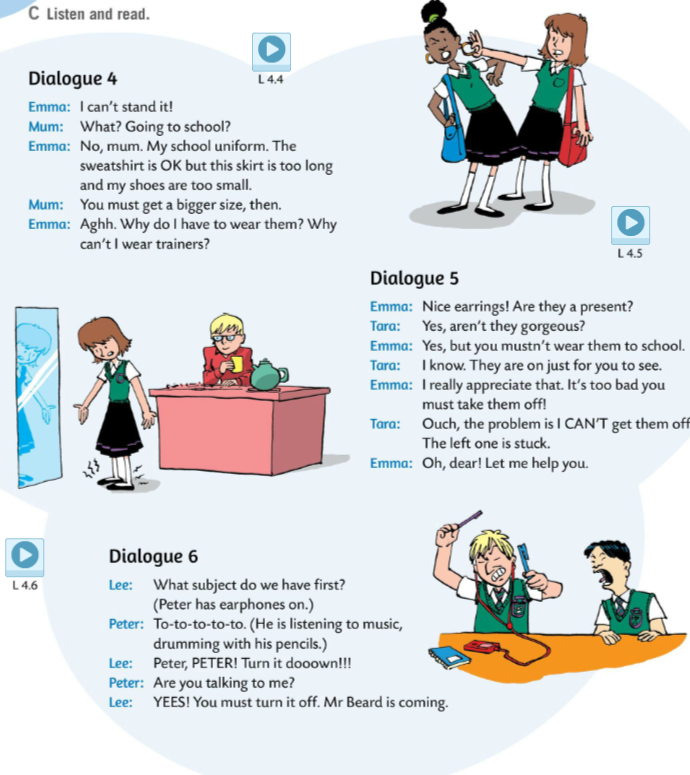 C Listen and read.
L 4.4
Dialogue 4
Emma: I can't stand it!
Mum: What? Going to school?
Emma: No, mum. My school uniform. The
sweatshirt is OK but this skirt is too long
and my shoes are too small.
Mum: You must get a bigger size, then.
Emma: Aghh. Why do I have to wear them? Why
can't I wear trainers?
L 4.5
Dialogue 5
Emma: Nice earrings! Are they a present?
Tara: Yes, aren't they gorgeous?
Emma: Yes, but you mustn't wear them to school.
Tara: I know. They are on just for you to see.
Emma: I really appreciate that. It's too bad you
must take them off!
Tara: Ouch, the problem is I CAN'T get them off
The left one is stuck.
Emma: Oh, dear! Let me help you.
L 4.6
Dialogue 6
Lee: What subject do we have first?
(Peter has earphones on.)
Peter: To-to-to-to-to. (He is listening to music,
drumming with his pencils.)
Lee: Peter, PETER! Turn it dooown!!!
Peter: Are you talking to me?
Lee: YEES! You must turn it off. Mr Beard is coming.